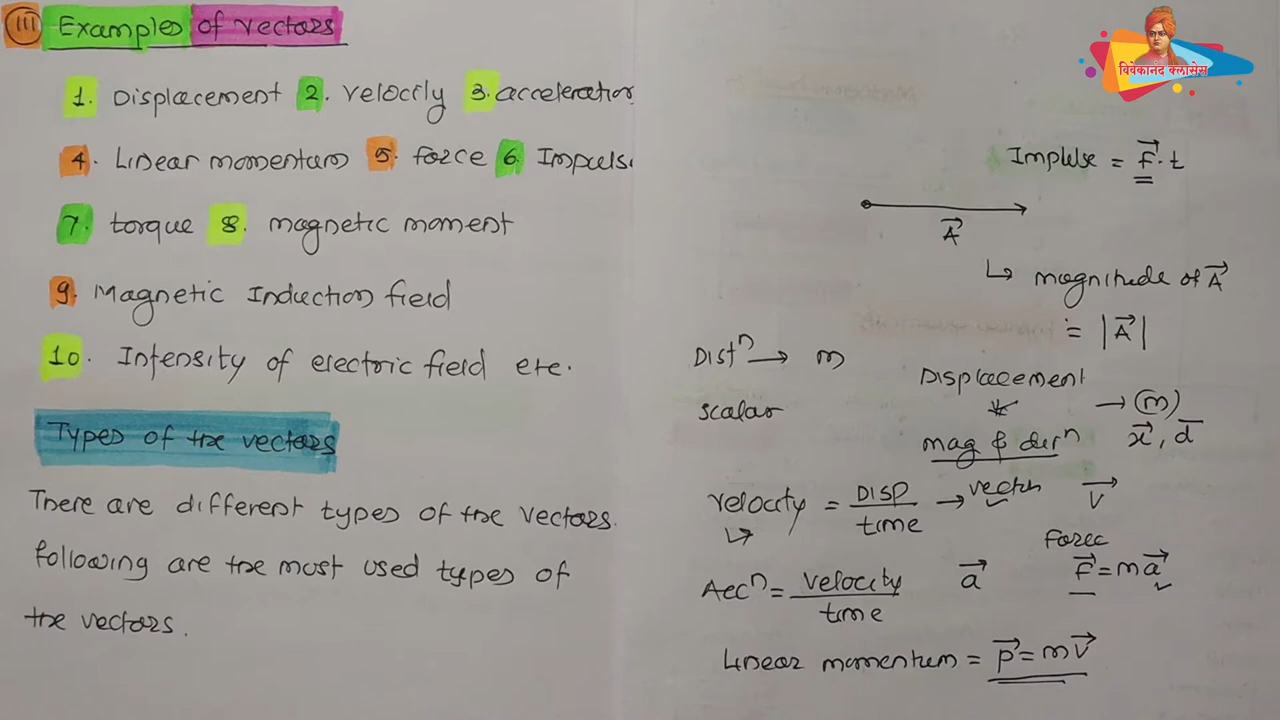 III Examples of vectors
1. Displacement 2. velocity 3. acceleration
4. Linear momentum 5. force 6. Impulse
7. torque 8. magnetic moment
9. Magnetic Induction field
10. Intensity of electric field etc.
Types of the vectors
There are different types of the vectors.
following are the most used types of
the vectors.
विवेकानंद क्लासेस
Impulse = F⃗ · t
A⃗
↳ magnitude of A⃗
= |A⃗|
Distⁿ → m
scalar
Displacement → (m)
mag & dirⁿ x⃗, d̅
velocity = Disp / time → vector V⃗
Accⁿ = velocity / time a⃗
force
F⃗ = ma⃗
Linear momentum = P⃗ = mV⃗